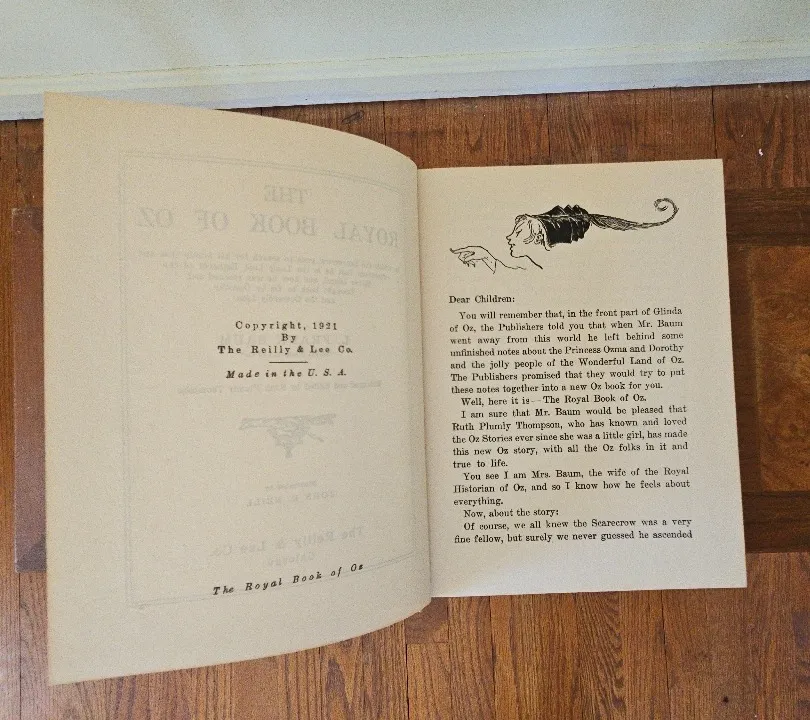 Copyright, 1921
By
The Reilly & Lee Co.
Made in the U. S. A.
The Royal Book of Oz
Dear Children:
You will remember that, in the front part of Glinda
of Oz, the Publishers told you that when Mr. Baum
went away from this world he left behind some
unfinished notes about the Princess Ozma and Dorothy
and the jolly people of the Wonderful Land of Oz.
The Publishers promised that they would try to put
these notes together into a new Oz book for you.
Well, here it is—The Royal Book of Oz.
I am sure that Mr. Baum would be pleased that
Ruth Plumly Thompson, who has known and loved
the Oz Stories ever since she was a little girl, has made
this new Oz story, with all the Oz folks in it and
true to life.
You see I am Mrs. Baum, the wife of the Royal
Historian of Oz, and so I know how he feels about
everything.
Now, about the story:
Of course, we all knew the Scarecrow was a very
fine fellow, but surely we never guessed he ascended